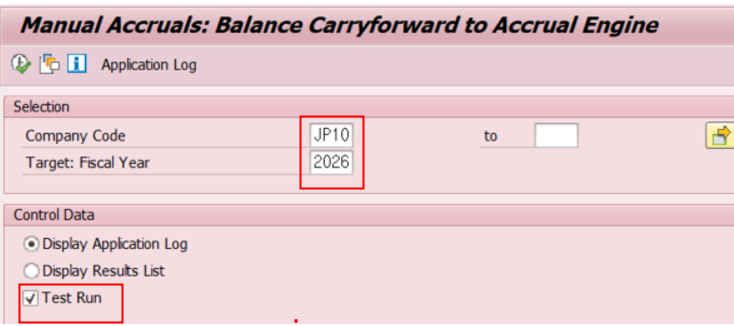 Manual Accruals: Balance Carryforward to Accrual Engine
Application Log
Selection
Company Code JP10 to
Target: Fiscal Year 2026
Control Data
Display Application Log
Display Results List
Test Run